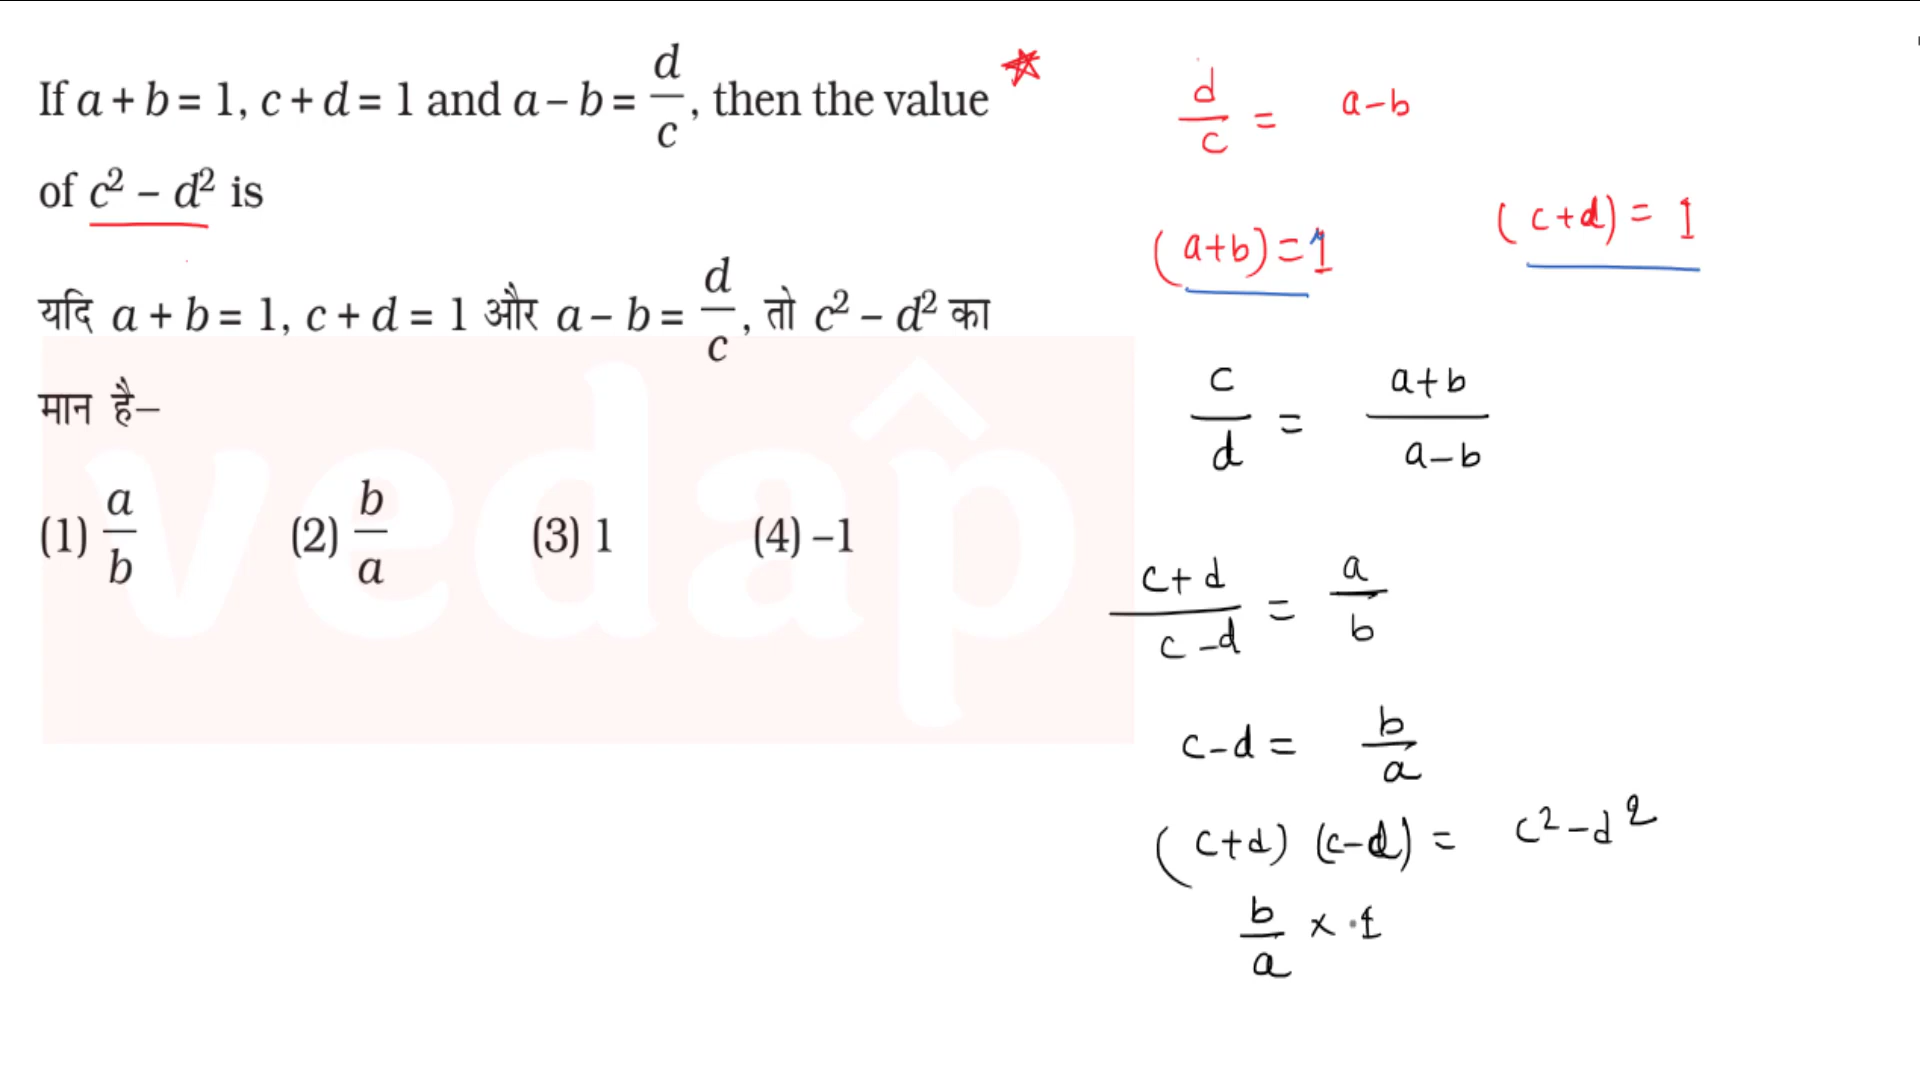 If a + b = 1, c + d = 1 and a – b = d/c, then the value
of c² – d² is
यदि a + b = 1, c + d = 1 और a – b = d/c, तो c² – d² का
मान है–
(1) a/b (2) b/a (3) 1 (4) –1
vedap
d/c = a-b
(a+b) = 1 (c+d) = 1
c/d = a+b/a-b
c+d/c-d = a/b
c-d = b/a
(c+d) (c-d) = c²-d²
b/a × 1